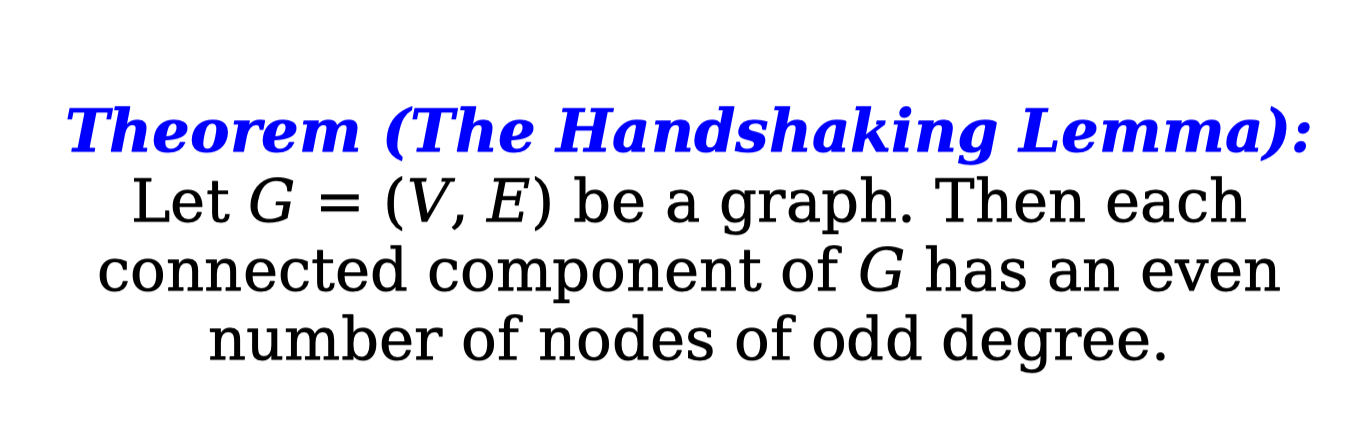 Theorem (The Handshaking Lemma):
Let G = (V, E) be a graph. Then each
connected component of G has an even
number of nodes of odd degree.